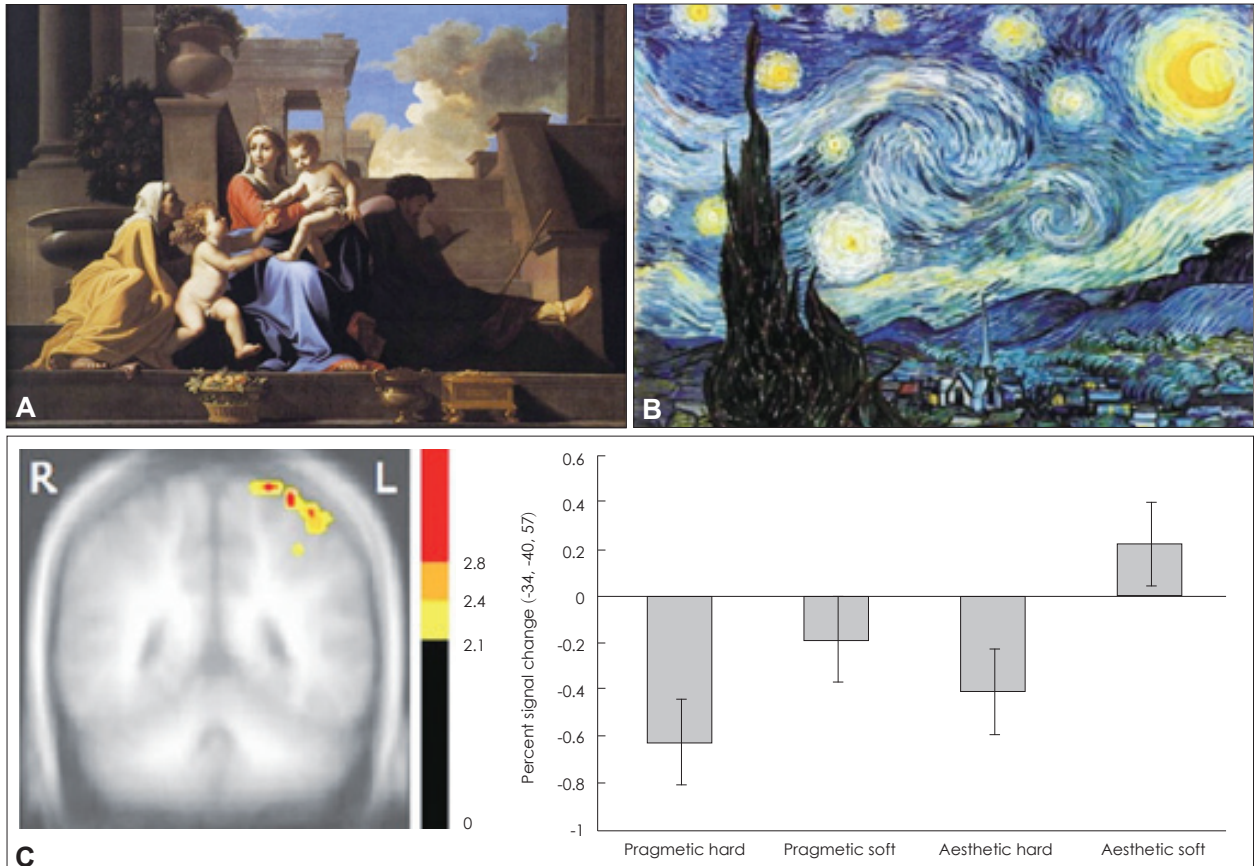 A
B
R
L
2.8
2.4
2.1
0
Percent signal change (-34, -40, 57)
0.6
0.4
0.2
0
-0.2
-0.4
-0.6
-0.8
-1
Pragmetic hard
Pragmetic soft
Aesthetic hard
Aesthetic soft
C